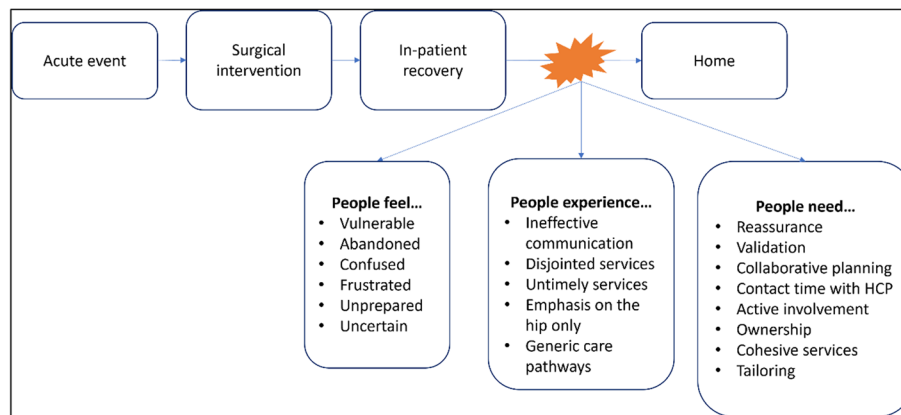 Acute event
Surgical
intervention
In-patient
recovery
Home
People feel...
• Vulnerable
• Abandoned
• Confused
• Frustrated
• Unprepared
• Uncertain
People experience...
• Ineffective
communication
• Disjointed services
• Untimely services
• Emphasis on the
hip only
• Generic care
pathways
People need...
• Reassurance
• Validation
• Collaborative planning
• Contact time with HCP
• Active involvement
• Ownership
• Cohesive services
• Tailoring